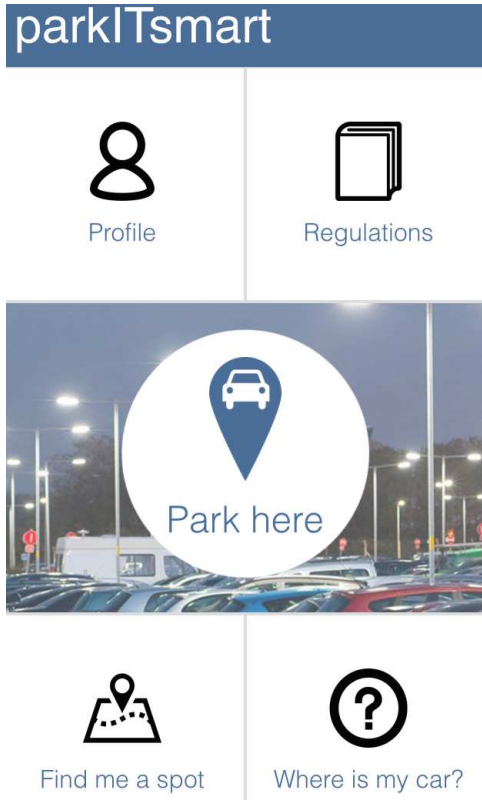 parkITsmart
Profile
Regulations
Park here
Find me a spot
?
Where is my car?